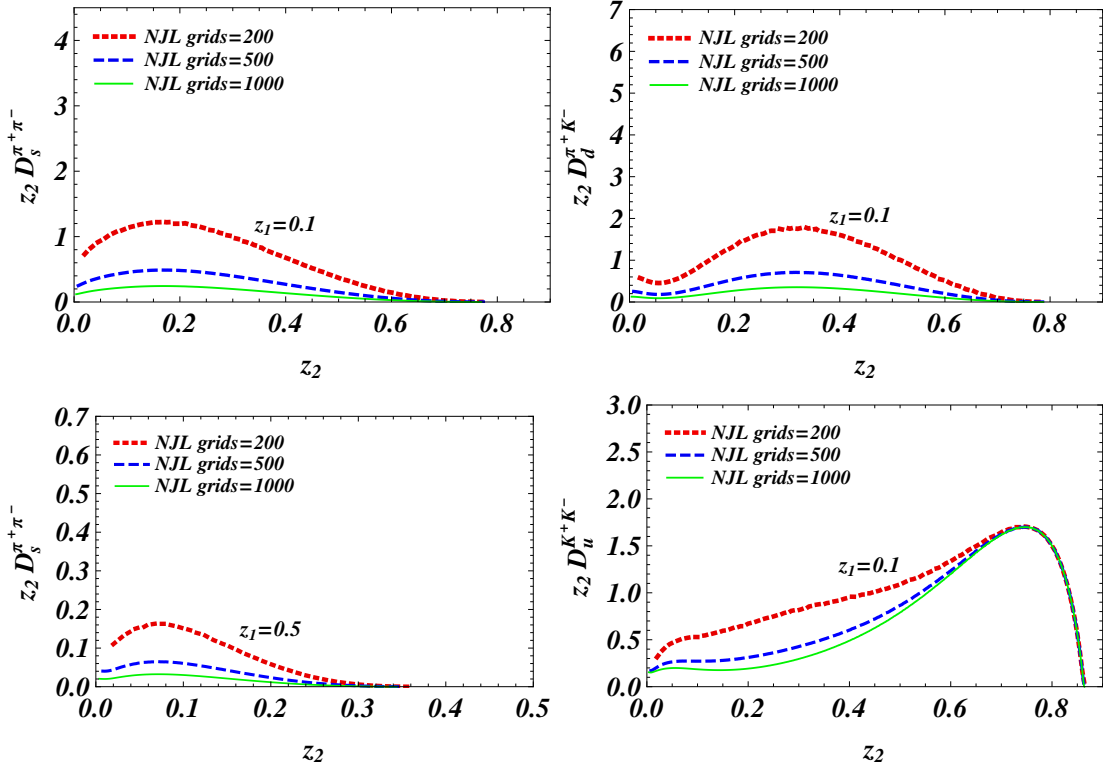 4
3
2
1
0
0.0 0.2 0.4 0.6 0.8
z₂
z₂ D_s^{π⁺π⁻}
NJL grids=200
NJL grids=500
NJL grids=1000
z₁=0.1
7
6
5
4
3
2
1
0
0.0 0.2 0.4 0.6 0.8
z₂
z₂ D_d^{π⁺K⁻}
NJL grids=200
NJL grids=500
NJL grids=1000
z₁=0.1
0.7
0.6
0.5
0.4
0.3
0.2
0.1
0.0
0.0 0.1 0.2 0.3 0.4 0.5
z₂
z₂ D_s^{π⁺π⁻}
NJL grids=200
NJL grids=500
NJL grids=1000
z₁=0.5
3.0
2.5
2.0
1.5
1.0
0.5
0.0
0.0 0.2 0.4 0.6 0.8
z₂
z₂ D_u^{K⁺K⁻}
NJL grids=200
NJL grids=500
NJL grids=1000
z₁=0.1